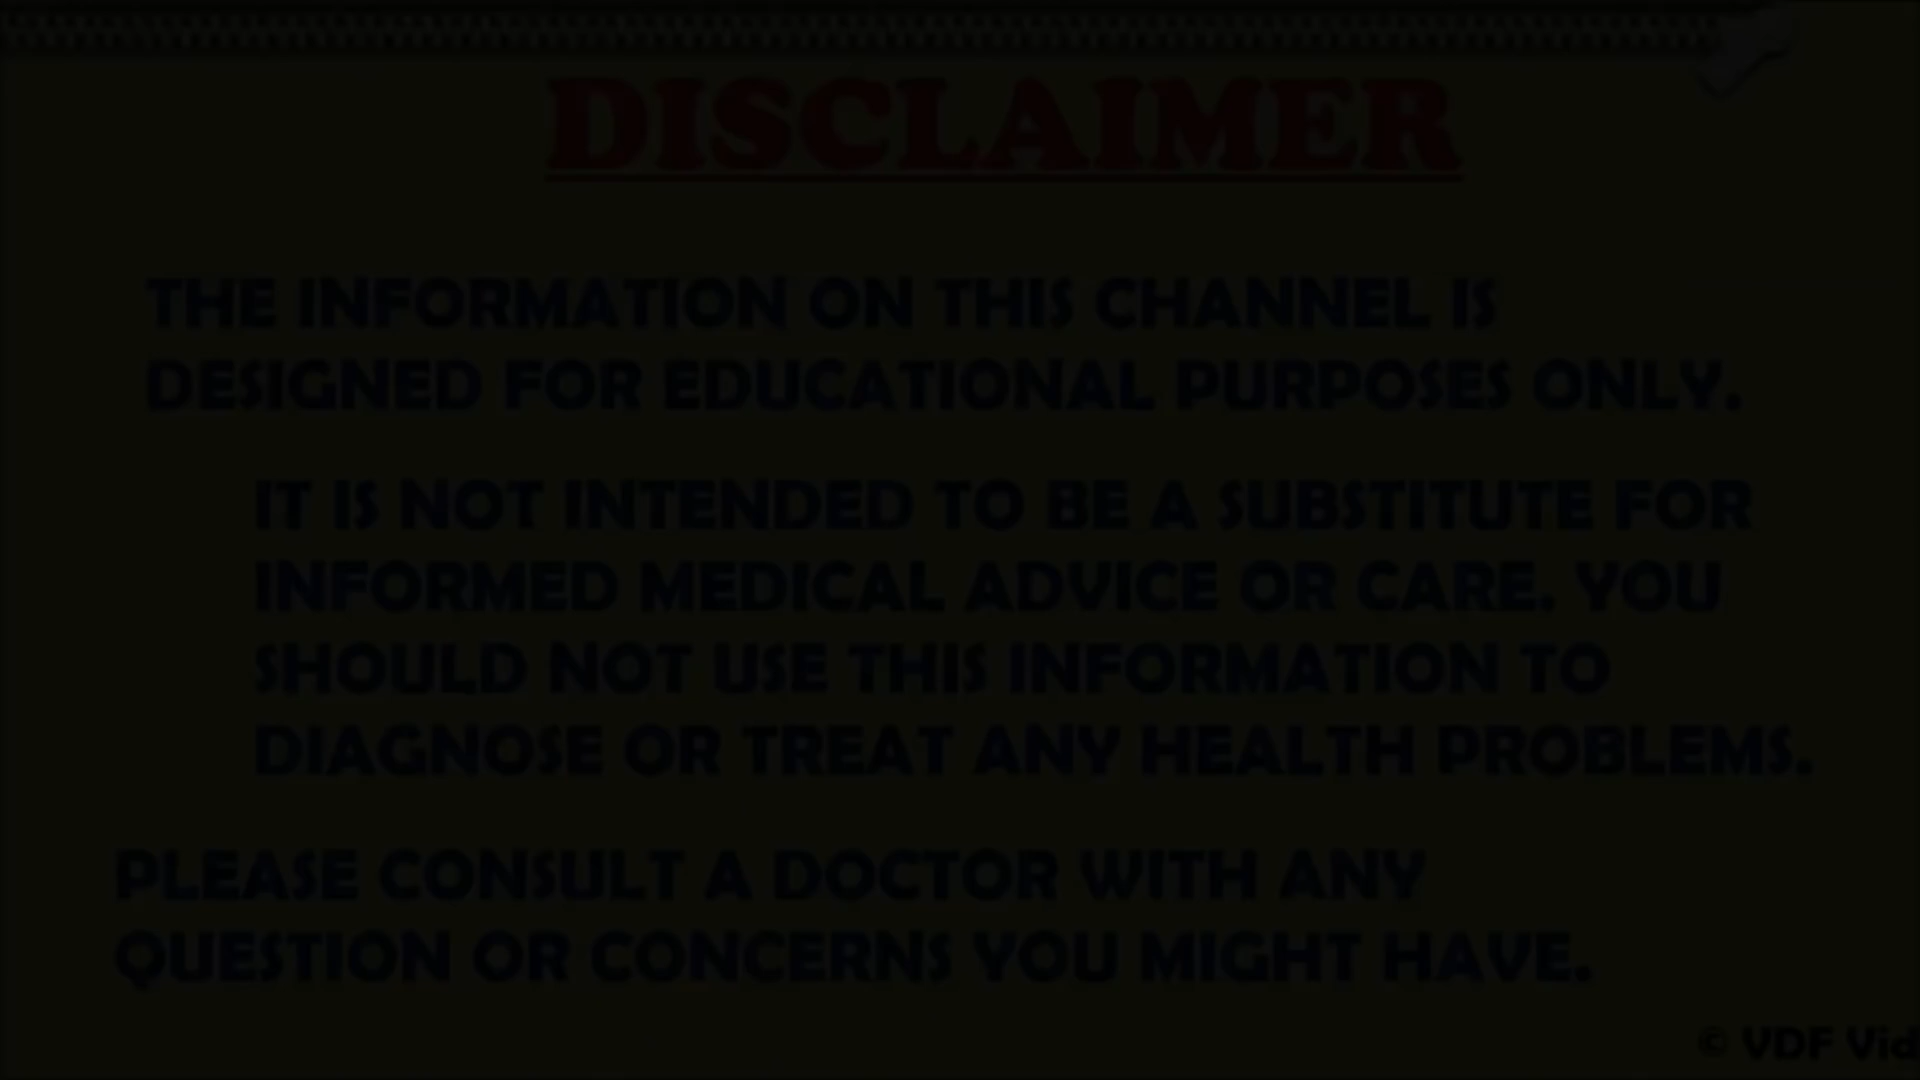 DISCLAIMER
THE INFORMATION ON THIS CHANNEL IS
DESIGNED FOR EDUCATIONAL PURPOSES ONLY.
IT IS NOT INTENDED TO BE A SUBSTITUTE FOR
INFORMED MEDICAL ADVICE OR CARE. YOU
SHOULD NOT USE THIS INFORMATION TO
DIAGNOSE OR TREAT ANY HEALTH PROBLEMS.
PLEASE CONSULT A DOCTOR WITH ANY
QUESTION OR CONCERNS YOU MIGHT HAVE.
© VDF Vid